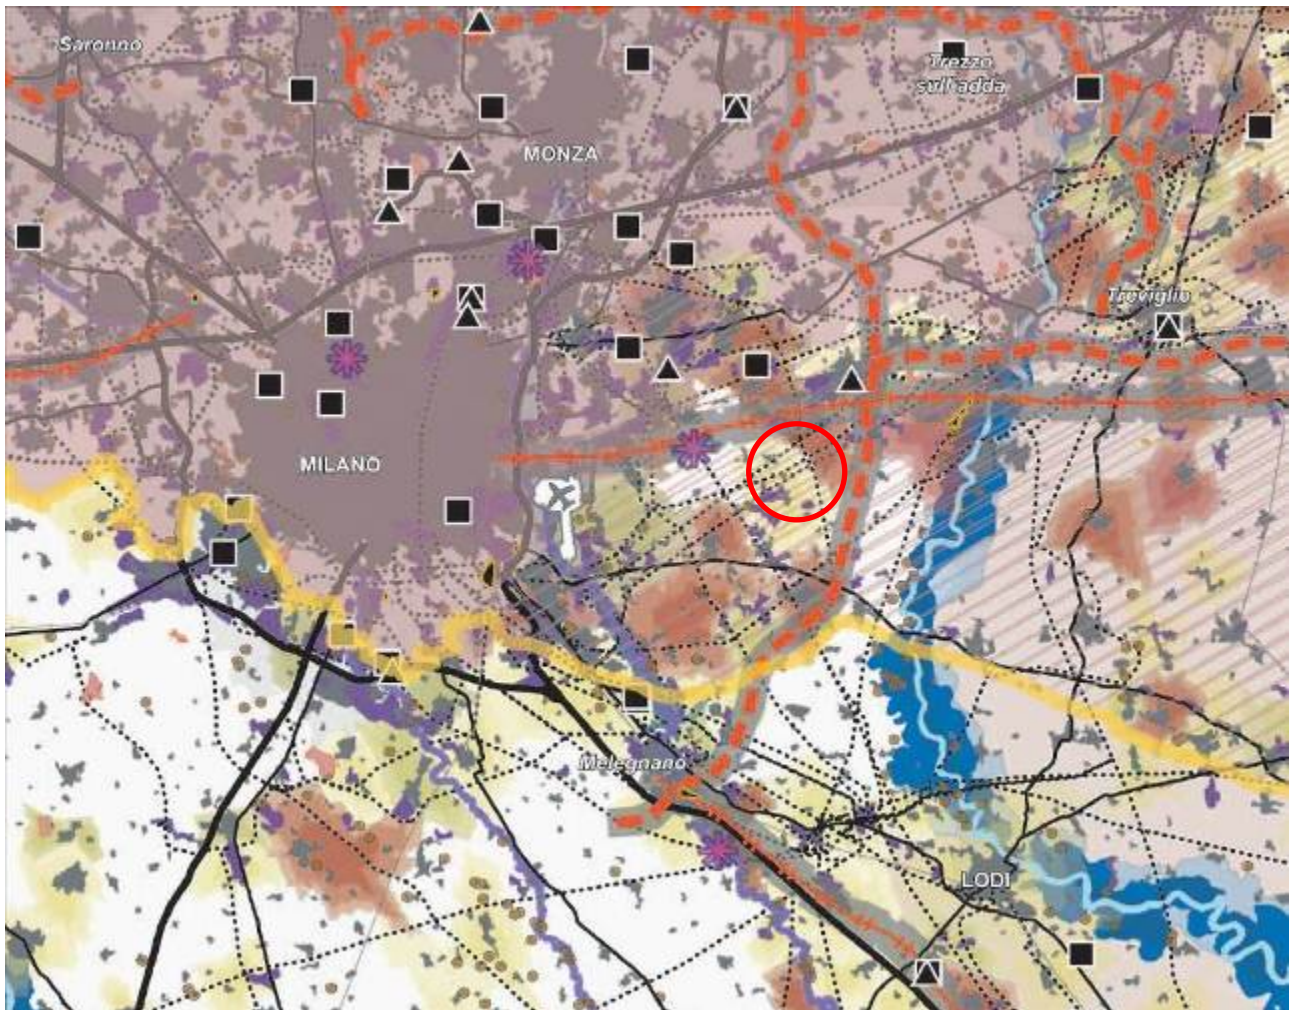 Saronno
Trezzo
sull'adda
MONZA
Treviglio
MILANO
Melegnano
LODI